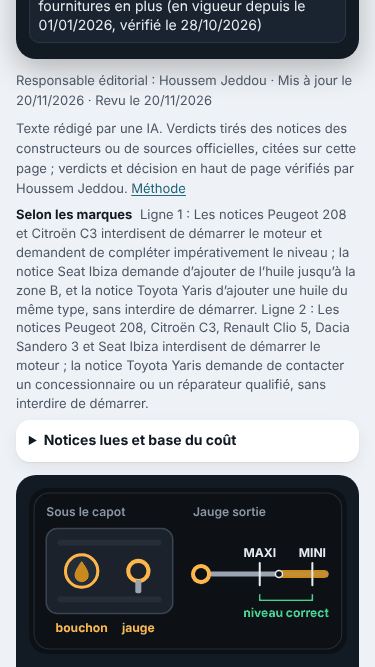 fournitures en plus (en vigueur depuis le
01/01/2026, vérifié le 28/10/2026)
Responsable éditorial : Houssem Jeddou · Mis à jour le
20/11/2026 · Revu le 20/11/2026
Texte rédigé par une IA. Verdicts tirés des notices des
constructeurs ou de sources officielles, citées sur cette
page ; verdicts et décision en haut de page vérifiés par
Houssem Jeddou. Méthode
Selon les marques Ligne 1 : Les notices Peugeot 208
et Citroën C3 interdisent de démarrer le moteur et
demandent de compléter impérativement le niveau ; la
notice Seat Ibiza demande d’ajouter de l’huile jusqu’à la
zone B, et la notice Toyota Yaris d’ajouter une huile du
même type, sans interdire de démarrer. Ligne 2 : Les
notices Peugeot 208, Citroën C3, Renault Clio 5, Dacia
Sandero 3 et Seat Ibiza interdisent de démarrer le
moteur ; la notice Toyota Yaris demande de contacter
un concessionnaire ou un réparateur qualifié, sans
interdire de démarrer.
Notices lues et base du coût
Sous le capot
bouchon jauge
Jauge sortie
MAXI MINI
niveau correct